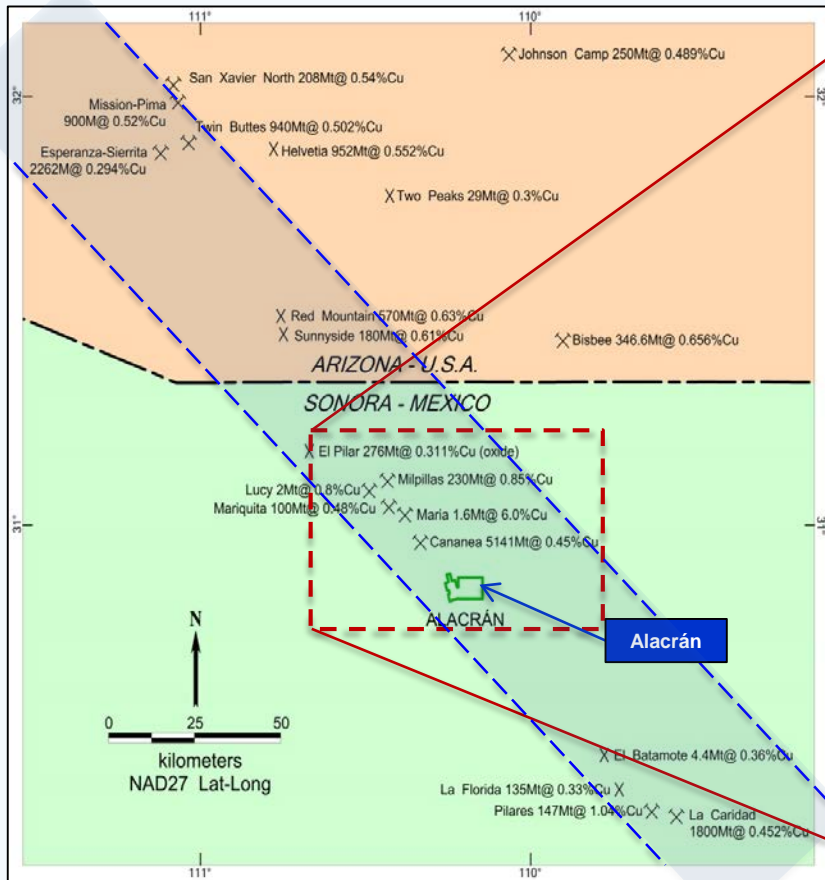 111°
110°
Johnson Camp 250Mt@ 0.489%Cu
San Xavier North 208Mt@ 0.54%Cu
32°
32°
Mission-Pima
900M@ 0.52%Cu
Twin Buttes 940Mt@ 0.502%Cu
Esperanza-Sierrita
2262M@ 0.294%Cu
Helvetia 952Mt@ 0.552%Cu
Two Peaks 29Mt@ 0.3%Cu
Red Mountain 570Mt@ 0.63%Cu
Sunnyside 180Mt@ 0.61%Cu
Bisbee 346.6Mt@ 0.656%Cu
ARIZONA - U.S.A.
SONORA - MEXICO
El Pilar 276Mt@ 0.311%Cu (oxide)
Milpillas 230Mt@ 0.85%Cu
Lucy 2Mt@ 0.8%Cu
Mariquita 100Mt@ 0.48%Cu
Maria 1.6Mt@ 6.0%Cu
31°
31°
Cananea 5141Mt@ 0.45%Cu
ALACRÁN
Alacrán
N
0 25 50
kilometers
NAD27 Lat-Long
El Batamote 4.4Mt@ 0.36%Cu
La Florida 135Mt@ 0.33%Cu
Pilares 147Mt@ 1.04%Cu
La Caridad
1800Mt@ 0.452%Cu
111°
110°